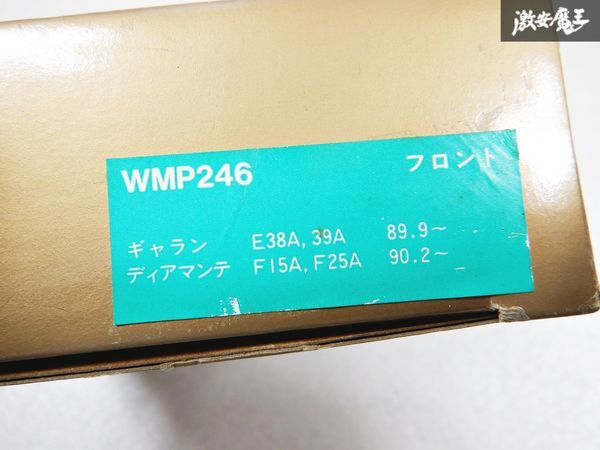 激安魔王
WMP246 フロント
ギャラン E38A, 39A 89.9～
ディアマンテ F15A, F25A 90.2～